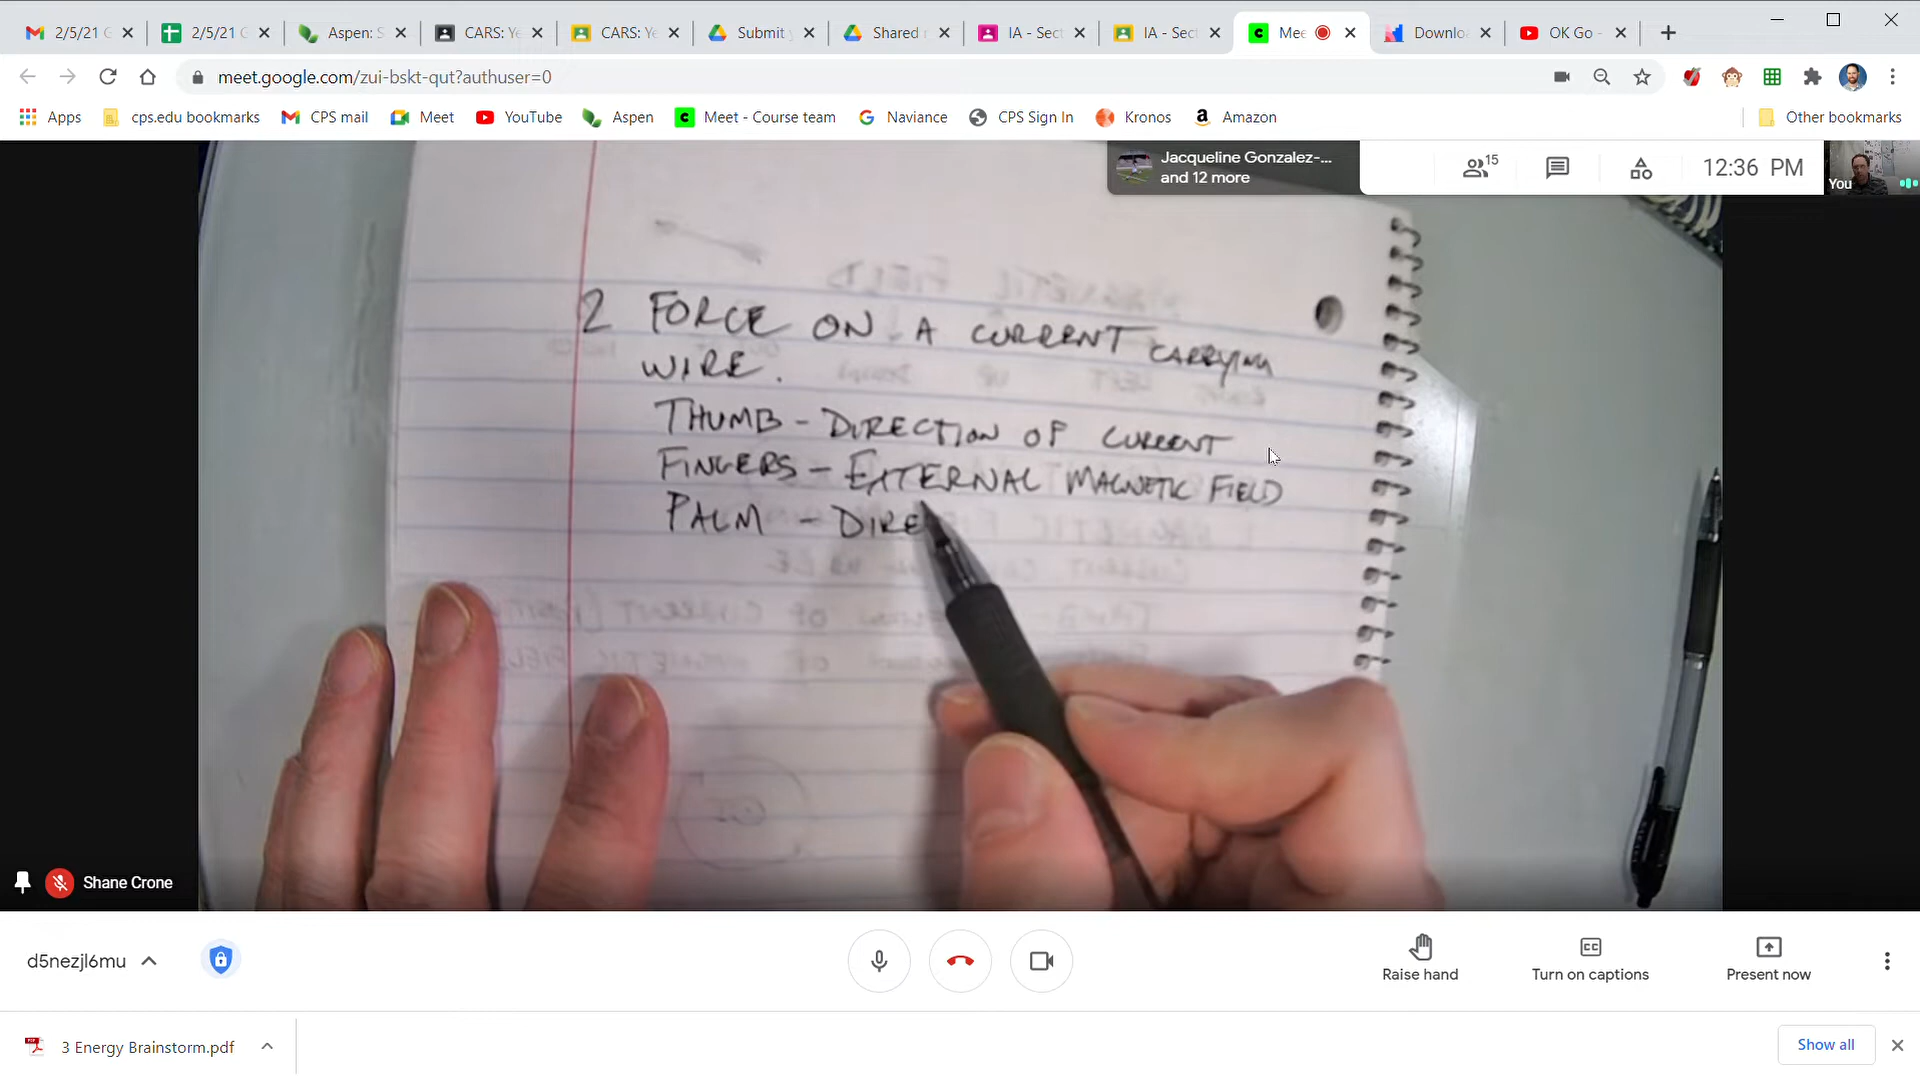 2/5/21 G
2/5/21 G
Aspen: S
CARS: Ye
CARS: Ye
Submit y
Shared
IA - Sect
IA - Sect
Mee
Downlo
OK Go -
meet.google.com/zui-bskt-qut?authuser=0
Apps
cps.edu bookmarks
CPS mail
Meet
YouTube
Aspen
Meet - Course team
Naviance
CPS Sign In
Kronos
Amazon
Other bookmarks
Jacqueline Gonzalez-...
and 12 more
15
12:36 PM
You
2 FORCE ON A CURRENT CARRYING
WIRE.
THUMB - DIRECTION OF CURRENT
FINGERS - EXTERNAL MAGNETIC FIELD
PALM - DIRE
Shane Crone
d5nezjl6mu
Raise hand
Turn on captions
Present now
3 Energy Brainstorm.pdf
Show all